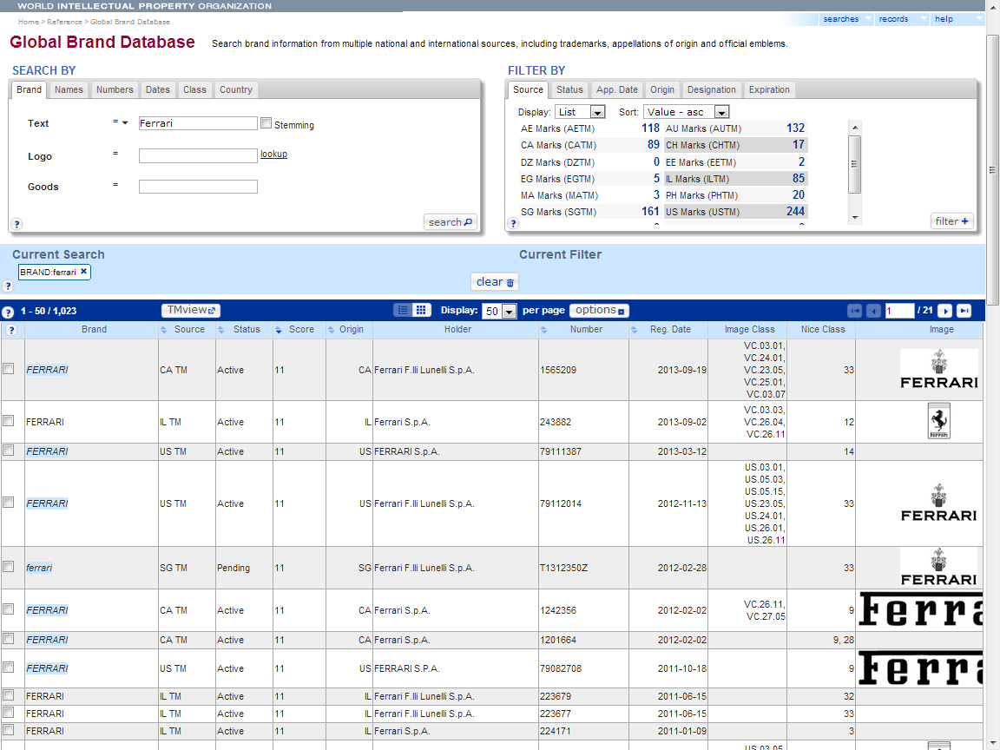 WORLD INTELLECTUAL PROPERTY ORGANIZATION
Home > Reference > Global Brand Database
searches records help
Global Brand Database Search brand information from multiple national and international sources, including trademarks, appellations of origin and official emblems.
SEARCH BY
Brand Names Numbers Dates Class Country
Text = Ferrari Stemming
Logo = lookup
Goods =
? search
FILTER BY
Source Status App. Date Origin Designation Expiration
Display: List Sort: Value - asc
AE Marks (AETM) 118 AU Marks (AUTM) 132
CA Marks (CATM) 89 CH Marks (CHTM) 17
DZ Marks (DZTM) 0 EE Marks (EETM) 2
EG Marks (EGTM) 5 IL Marks (ILTM) 85
MA Marks (MATM) 3 PH Marks (PHTM) 20
SG Marks (SGTM) 161 US Marks (USTM) 244
? filter +
Current Search Current Filter
BRAND:ferrari ×
? clear
? 1 - 50 / 1,023 TMview Display: 50 per page options 1 / 21
? Brand Source Status Score Origin Holder Number Reg. Date Image Class Nice Class Image
FERRARI CA TM Active 11 CA Ferrari F.lli Lunelli S.p.A. 1565209 2013-09-19 VC.03.01, VC.24.01, VC.23.05, VC.25.01, VC.03.07 33 FERRARI
FERRARI IL TM Active 11 IL Ferrari S.p.A. 243882 2013-09-02 VC.03.03, VC.26.04, VC.26.11 12 Ferrari
FERRARI US TM Active 11 US FERRARI S.p.A. 79111387 2013-03-12 14
FERRARI US TM Active 11 US Ferrari F.lli Lunelli S.p.A. 79112014 2012-11-13 US.03.01, US.05.03, US.05.15, US.23.05, US.24.01, US.26.01, US.26.11 33 FERRARI
ferrari SG TM Pending 11 SG Ferrari F.lli Lunelli S.p.A. T1312350Z 2012-02-28 33 FERRARI
FERRARI CA TM Active 11 CA Ferrari S.p.A. 1242356 2012-02-02 VC.26.11, VC.27.05 9 Ferra
FERRARI CA TM Active 11 CA Ferrari S.p.A. 1201664 2012-02-02 9, 28
FERRARI US TM Active 11 US FERRARI S.P.A. 79082708 2011-10-18 9 Ferra
FERRARI IL TM Active 11 IL Ferrari F.lli Lunelli S.p.A. 223679 2011-06-15 32
FERRARI IL TM Active 11 IL Ferrari F.lli Lunelli S.p.A. 223677 2011-06-15 33
FERRARI IL TM Active 11 IL Ferrari S.p.A. 224171 2011-01-09 3